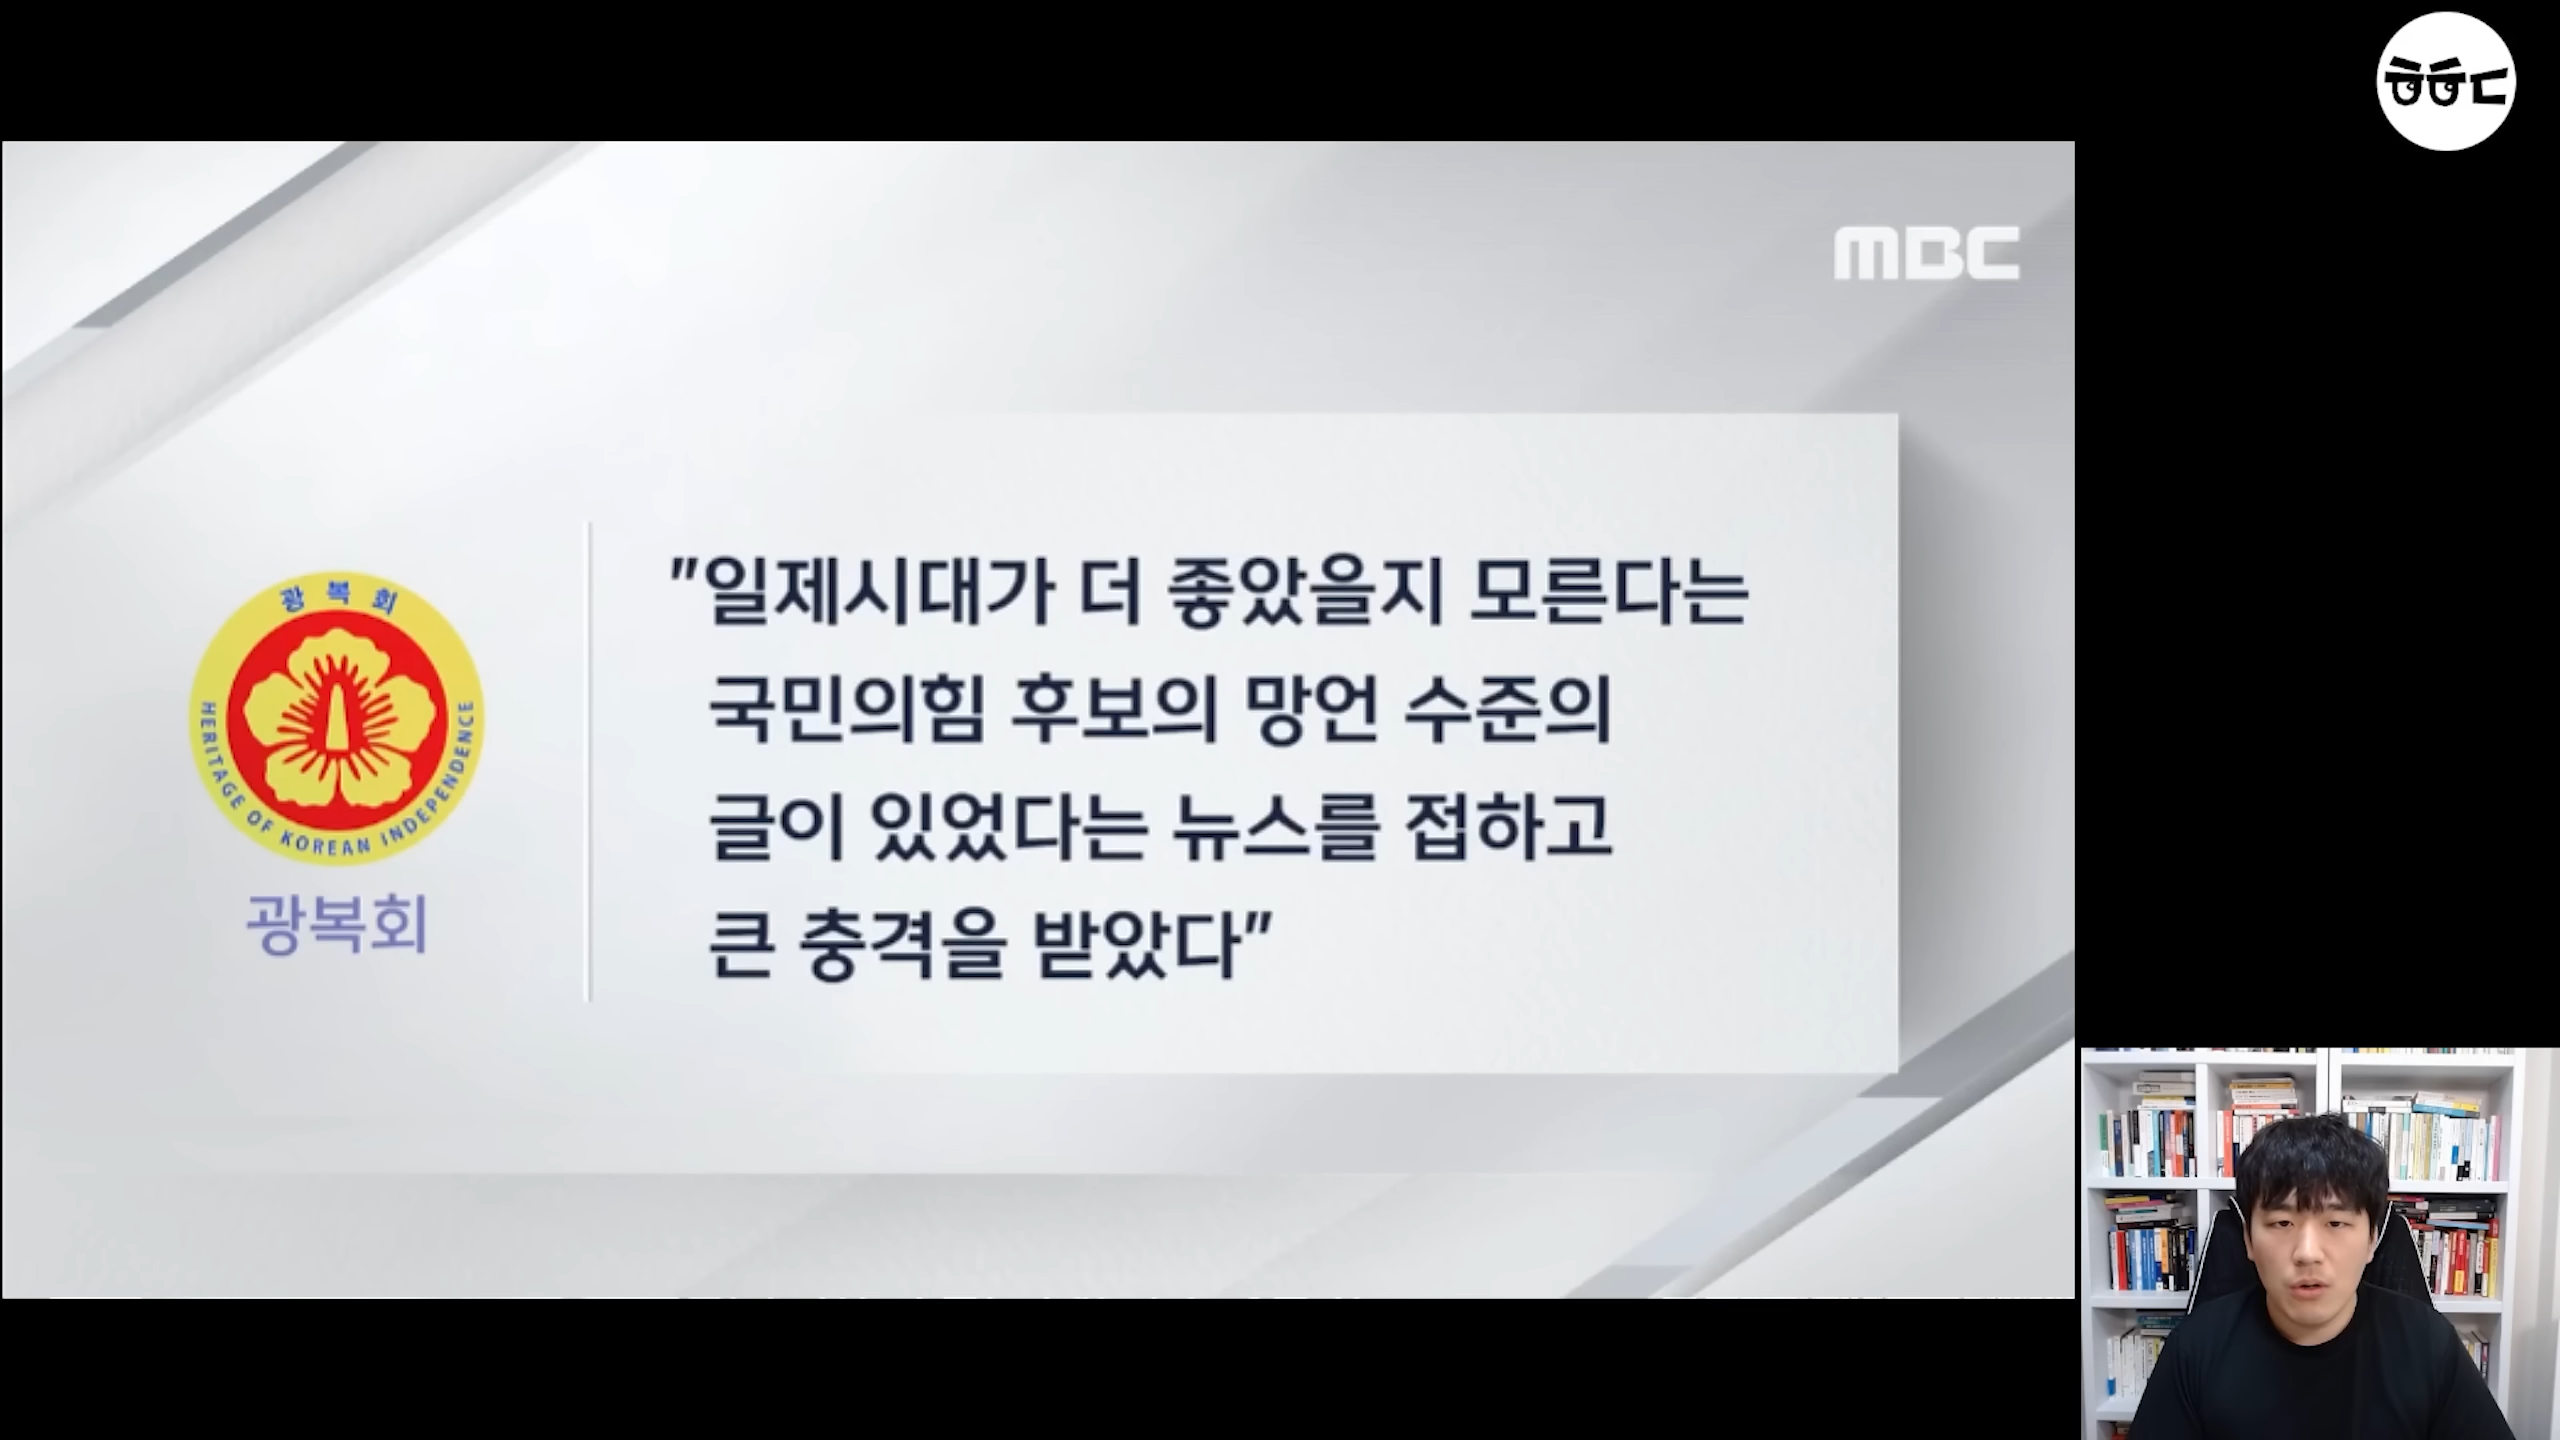 ㅎㅎㄷ
MBC
광복회
HERITAGE OF KOREAN INDEPENDENCE
광복회
"일제시대가 더 좋았을지 모른다는
국민의힘 후보의 망언 수준의
글이 있었다는 뉴스를 접하고
큰 충격을 받았다"